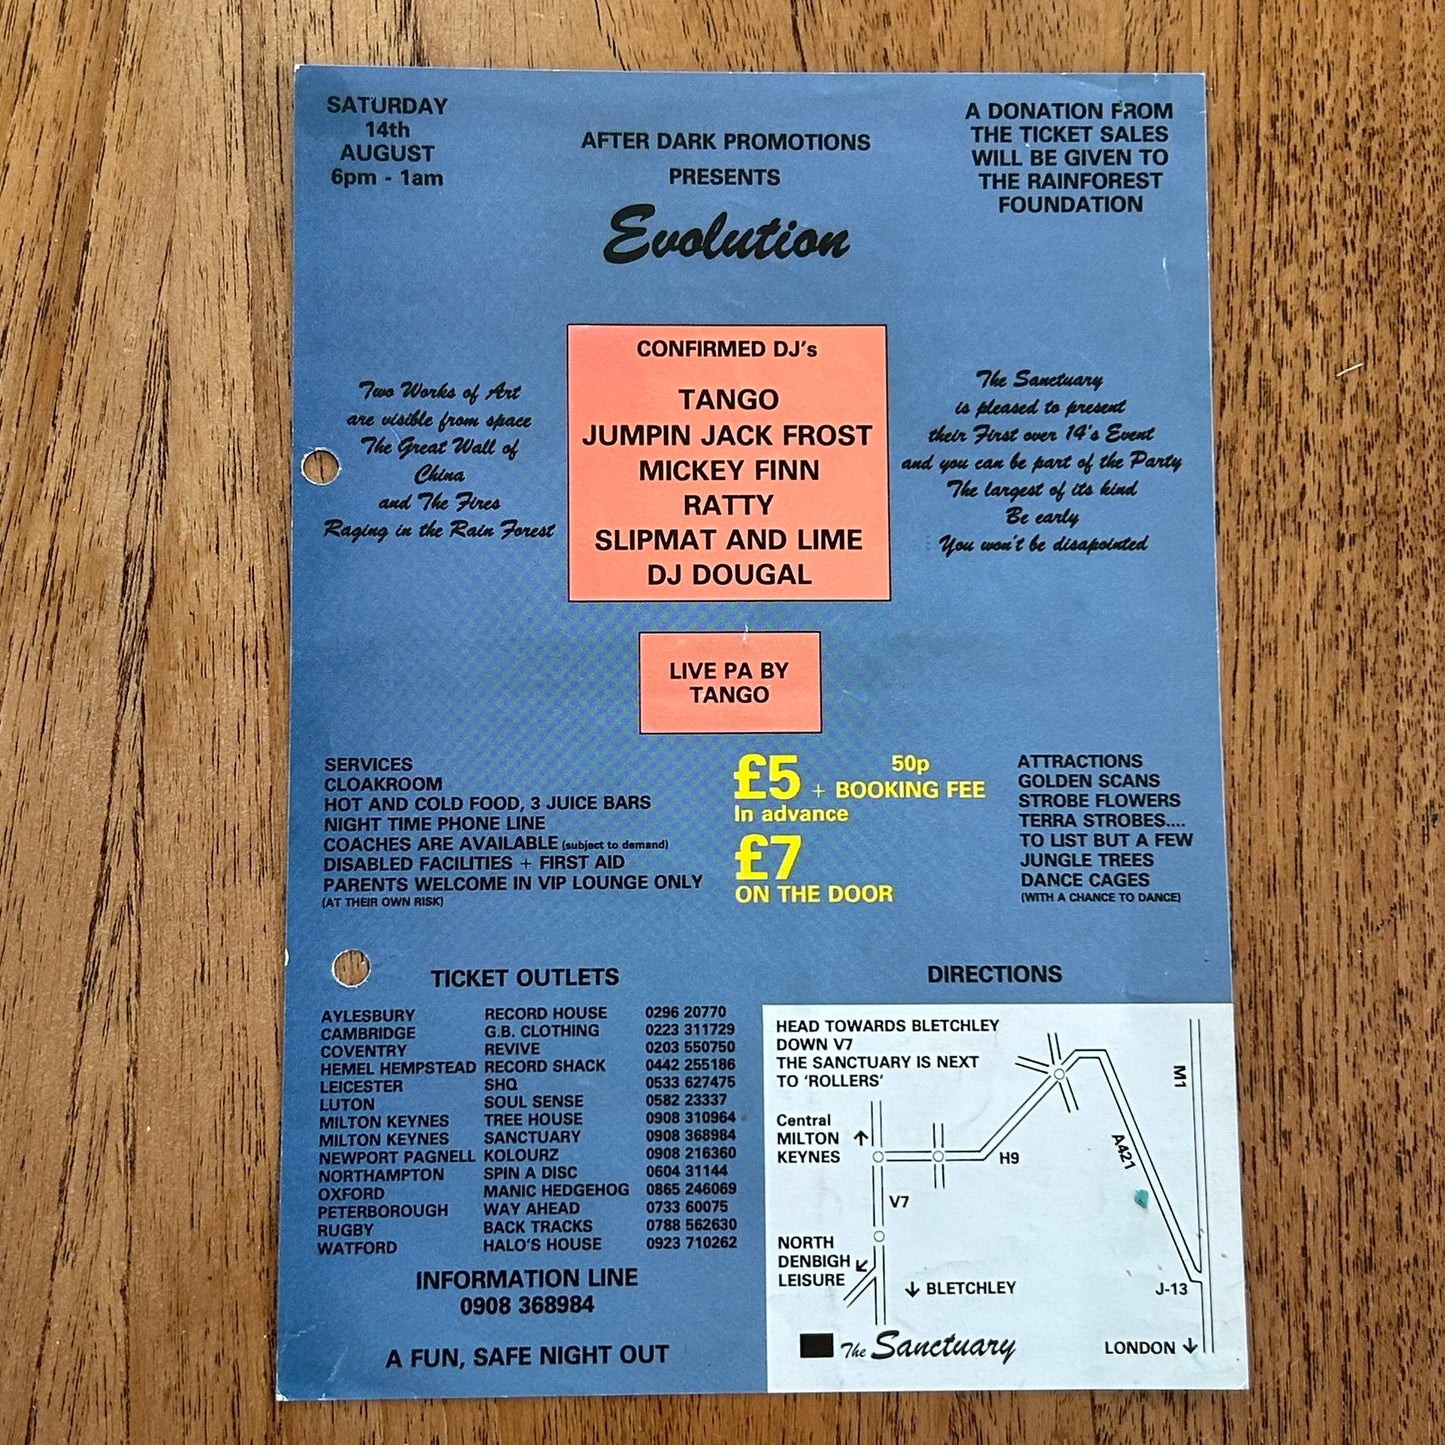 SATURDAY
14th
AUGUST
6pm - 1am
AFTER DARK PROMOTIONS
PRESENTS
Evolution
A DONATION FROM
THE TICKET SALES
WILL BE GIVEN TO
THE RAINFOREST
FOUNDATION
Two Works of Art
are visible from space
The Great Wall of
China
and The Fires
Raging in the Rain Forest
CONFIRMED DJ's
TANGO
JUMPIN JACK FROST
MICKEY FINN
RATTY
SLIPMAT AND LIME
DJ DOUGAL
The Sanctuary
is pleased to present
their First over 14's Event
and you can be part of the Party
The largest of its kind
Be early
You won't be disapointed
LIVE PA BY
TANGO
SERVICES
CLOAKROOM
HOT AND COLD FOOD, 3 JUICE BARS
NIGHT TIME PHONE LINE
COACHES ARE AVAILABLE (subject to demand)
DISABLED FACILITIES + FIRST AID
PARENTS WELCOME IN VIP LOUNGE ONLY
(AT THEIR OWN RISK)
£5 + 50p BOOKING FEE
In advance
£7
ON THE DOOR
ATTRACTIONS
GOLDEN SCANS
STROBE FLOWERS
TERRA STROBES....
TO LIST BUT A FEW
JUNGLE TREES
DANCE CAGES
(WITH A CHANCE TO DANCE)
TICKET OUTLETS
AYLESBURY RECORD HOUSE 0296 20770
CAMBRIDGE G.B. CLOTHING 0223 311729
COVENTRY REVIVE 0203 550750
HEMEL HEMPSTEAD RECORD SHACK 0442 255186
LEICESTER SHQ 0533 627475
LUTON SOUL SENSE 0582 23337
MILTON KEYNES TREE HOUSE 0908 310964
MILTON KEYNES SANCTUARY 0908 368984
NEWPORT PAGNELL KOLOURZ 0908 216360
NORTHAMPTON SPIN A DISC 0604 31144
OXFORD MANIC HEDGEHOG 0865 246069
PETERBOROUGH WAY AHEAD 0733 60075
RUGBY BACK TRACKS 0788 562630
WATFORD HALO'S HOUSE 0923 710262
INFORMATION LINE
0908 368984
A FUN, SAFE NIGHT OUT
DIRECTIONS
HEAD TOWARDS BLETCHLEY
DOWN V7
THE SANCTUARY IS NEXT
TO 'ROLLERS'
M1
Central
MILTON
KEYNES
H9
A421
V7
NORTH
DENBIGH
LEISURE
BLETCHLEY
J-13
The Sanctuary
LONDON